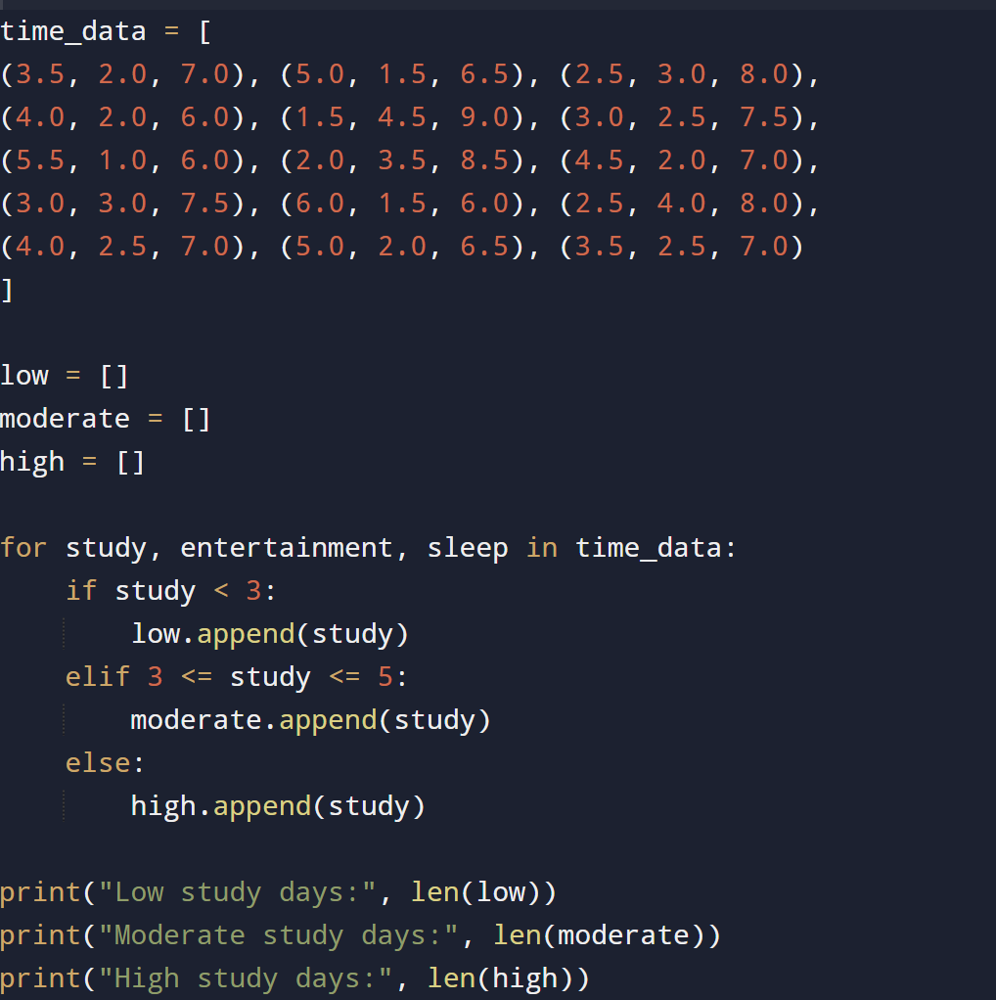 time_data = [
(3.5, 2.0, 7.0), (5.0, 1.5, 6.5), (2.5, 3.0, 8.0),
(4.0, 2.0, 6.0), (1.5, 4.5, 9.0), (3.0, 2.5, 7.5),
(5.5, 1.0, 6.0), (2.0, 3.5, 8.5), (4.5, 2.0, 7.0),
(3.0, 3.0, 7.5), (6.0, 1.5, 6.0), (2.5, 4.0, 8.0),
(4.0, 2.5, 7.0), (5.0, 2.0, 6.5), (3.5, 2.5, 7.0)
]

low = []
moderate = []
high = []

for study, entertainment, sleep in time_data:
    if study < 3:
        low.append(study)
    elif 3 <= study <= 5:
        moderate.append(study)
    else:
        high.append(study)

print("Low study days:", len(low))
print("Moderate study days:", len(moderate))
print("High study days:", len(high))